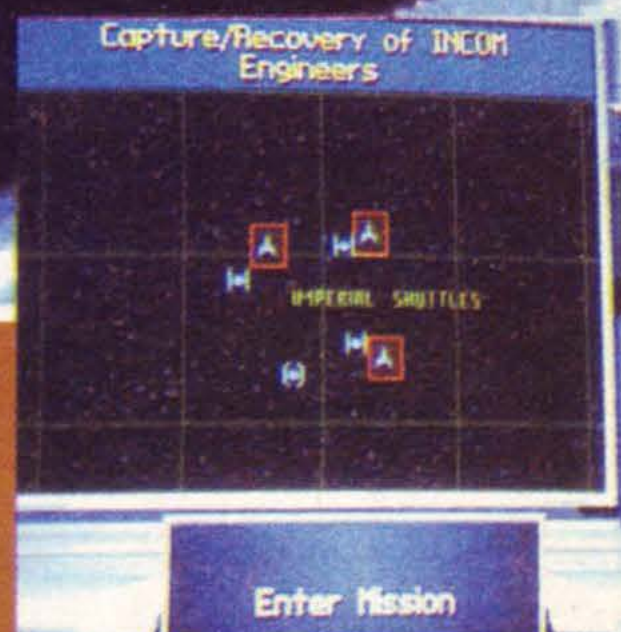 Capture/Recovery of INCOM
Engineers
IMPERIAL SHUTTLES
Enter Mission